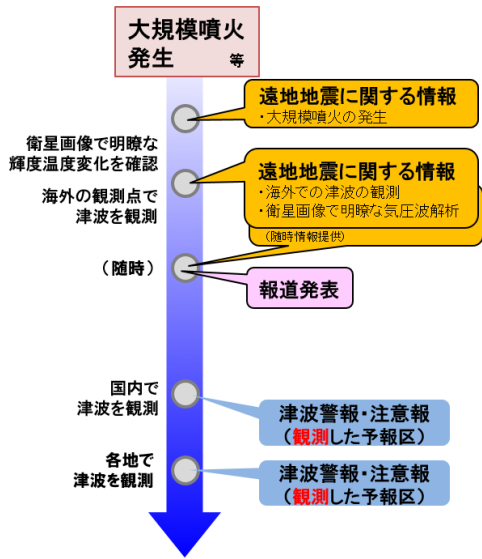 大規模噴火
発生 等
遠地地震に関する情報
・大規模噴火の発生
衛星画像で明瞭な
輝度温度変化を確認
遠地地震に関する情報
・海外での津波の観測
・衛星画像で明瞭な気圧波解析
（随時情報提供）
海外の観測点で
津波を観測
（随時）
報道発表
国内で
津波を観測
津波警報・注意報
（観測した予報区）
各地で
津波を観測
津波警報・注意報
（観測した予報区）